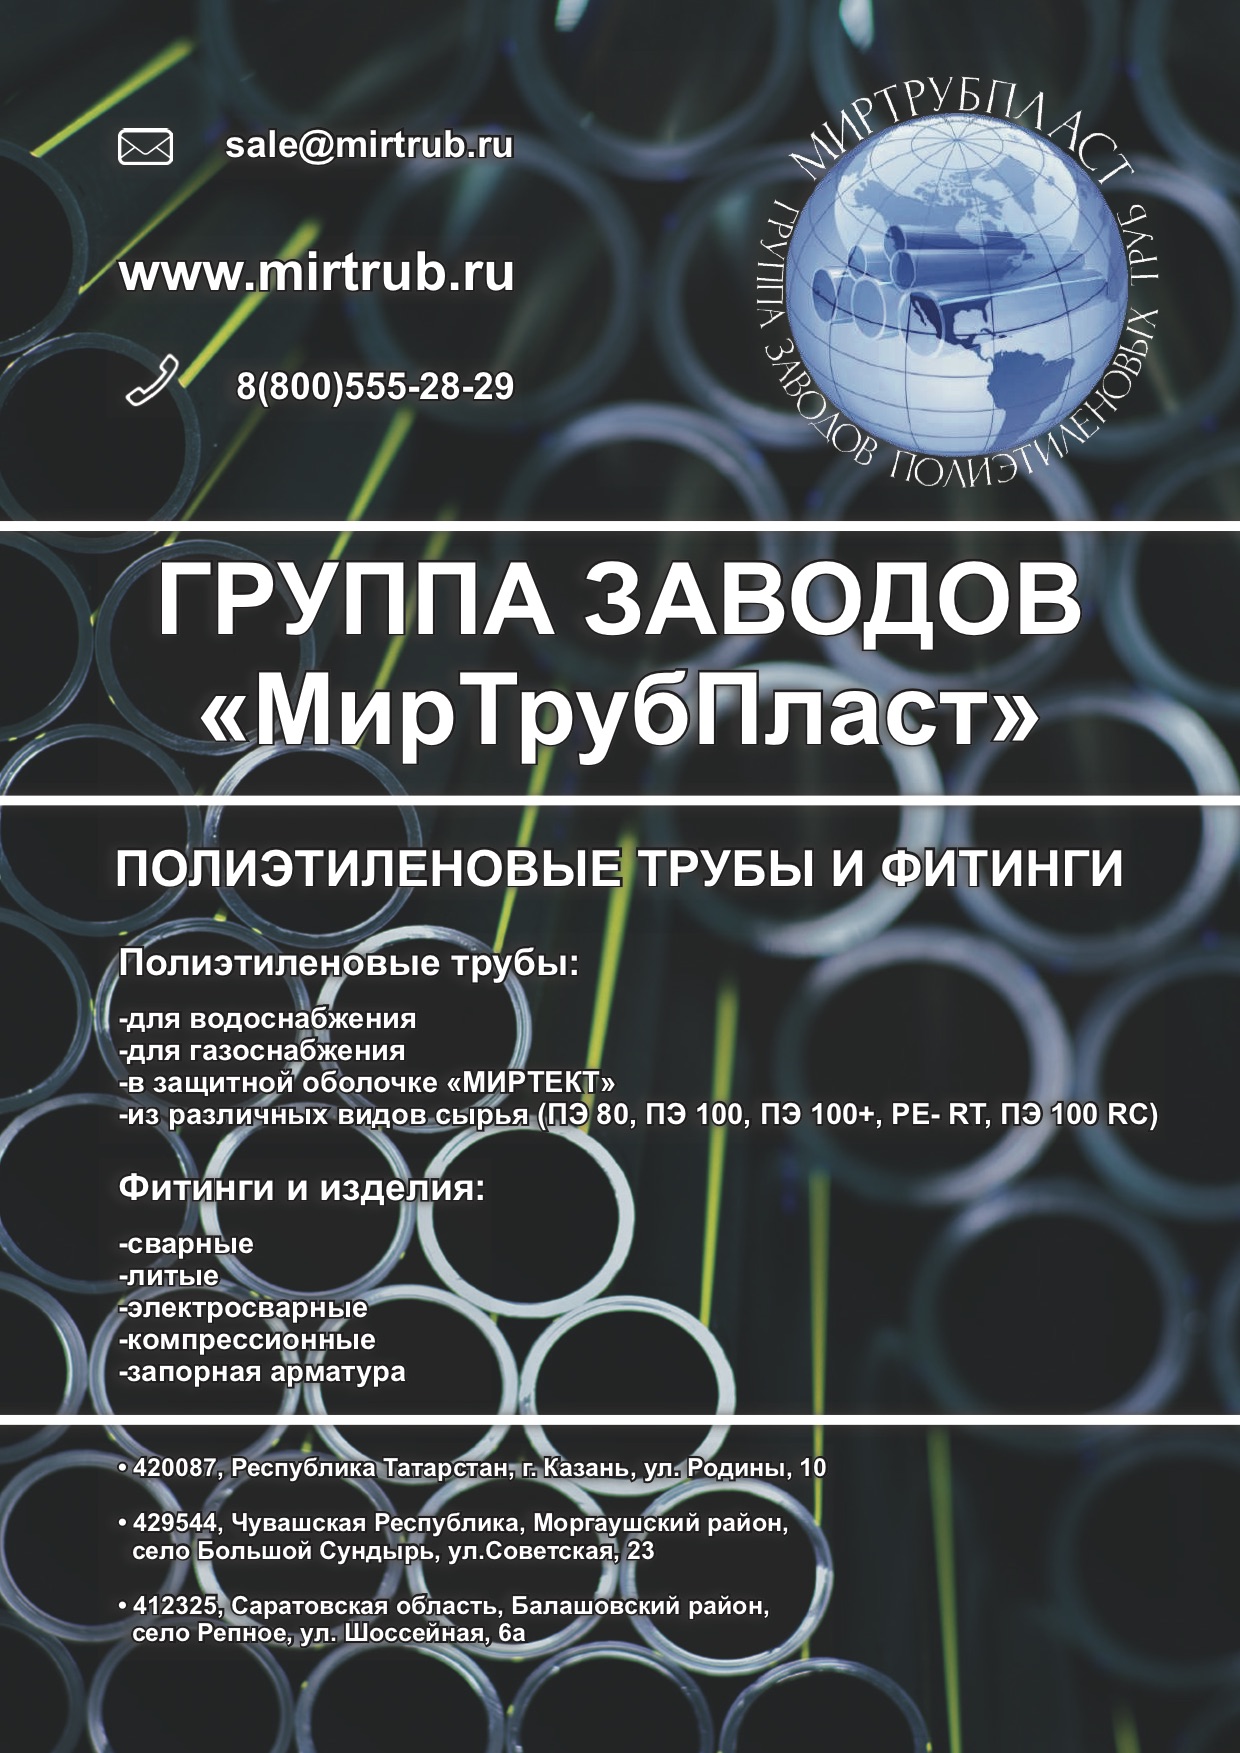 sale@mirtrub.ru
www.mirtrub.ru
8(800)555-28-29
МИРТРУБПЛАСТ
ГРУППА ЗАВОДОВ ПОЛИЭТИЛЕНОВЫХ ТРУБ
ГРУППА ЗАВОДОВ
«МирТрубПласт»
ПОЛИЭТИЛЕНОВЫЕ ТРУБЫ И ФИТИНГИ
Полиэтиленовые трубы:
-для водоснабжения
-для газоснабжения
-в защитной оболочке «МИРТЕКТ»
-из различных видов сырья (ПЭ 80, ПЭ 100, ПЭ 100+, PE- RT, ПЭ 100 RC)
Фитинги и изделия:
-сварные
-литые
-электросварные
-компрессионные
-запорная арматура
• 420087, Республика Татарстан, г. Казань, ул. Родины, 10
• 429544, Чувашская Республика, Моргаушский район,
село Большой Сундырь, ул.Советская, 23
• 412325, Саратовская область, Балашовский район,
село Репное, ул. Шоссейная, 6а